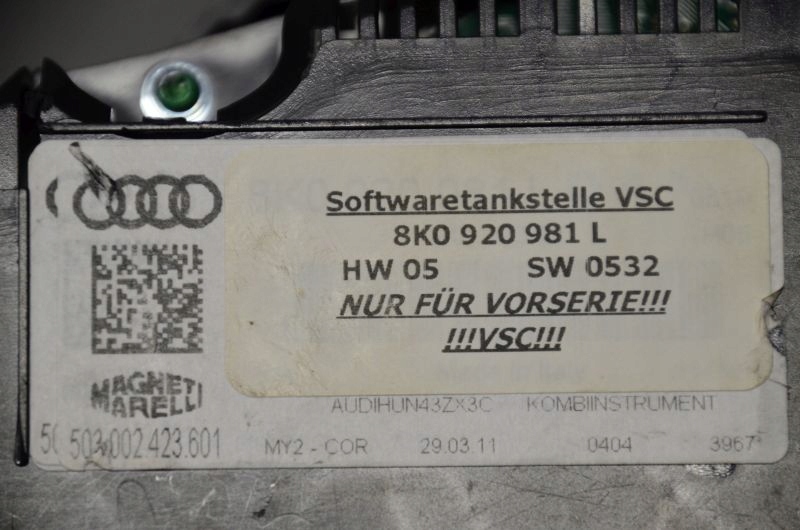 Softwaretankstelle VSC
8K0 920 981 L
HW 05 SW 0532
NUR FÜR VORSERIE!!!
!!!VSC!!!
MAGNETI
MARELLI
AUDIHUN43ZX3C KOMBIINSTRUMENT
503.002.423.601 MY2 - COR 29.03.11 0404 3967